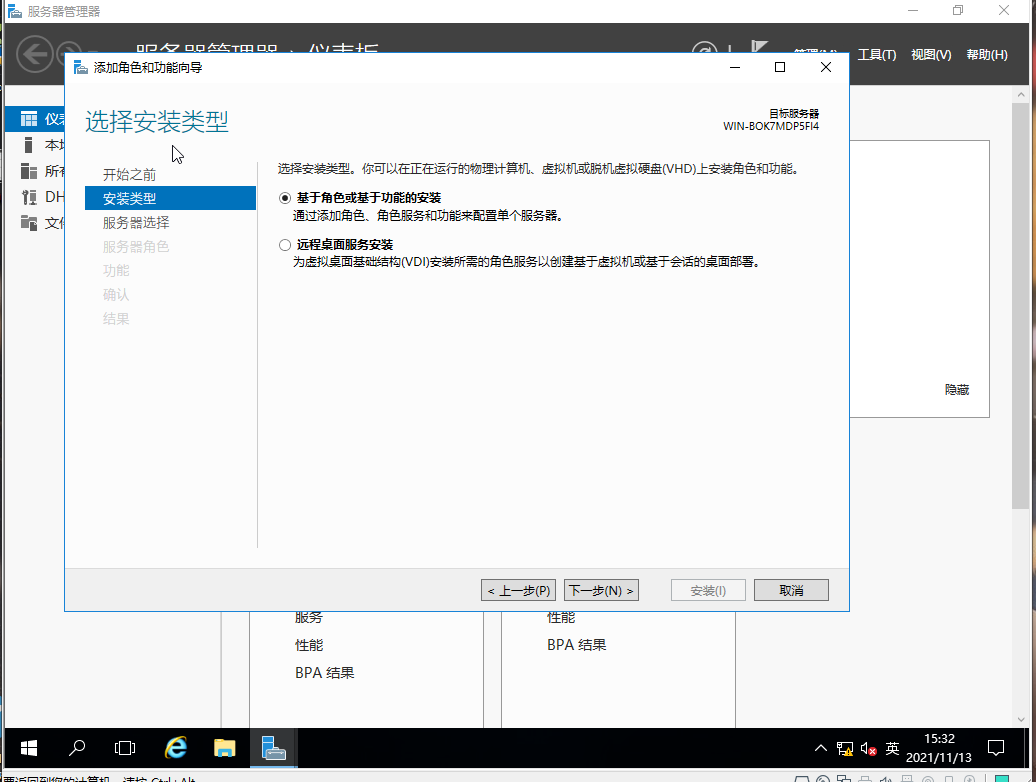 服务器管理器
服务器管理器 · 仪表板
管理(M) 工具(T) 视图(V) 帮助(H)
添加角色和功能向导
选择安装类型
目标服务器
WIN-BOK7MDP5FI4
仪表
本地
所有
DH
文件
开始之前
安装类型
服务器选择
服务器角色
功能
确认
结果
选择安装类型。你可以在正在运行的物理计算机、虚拟机或脱机虚拟硬盘(VHD)上安装角色和功能。
基于角色或基于功能的安装
通过添加角色、角色服务和功能来配置单个服务器。
远程桌面服务安装
为虚拟桌面基础结构(VDI)安装所需的角色服务以创建基于虚拟机或基于会话的桌面部署。
隐藏
< 上一步(P) 下一步(N) > 安装(I) 取消
服务
性能
BPA 结果
性能
BPA 结果
英
15:32
2021/11/13
要返回到您的计算机，请按 Ctrl+Alt